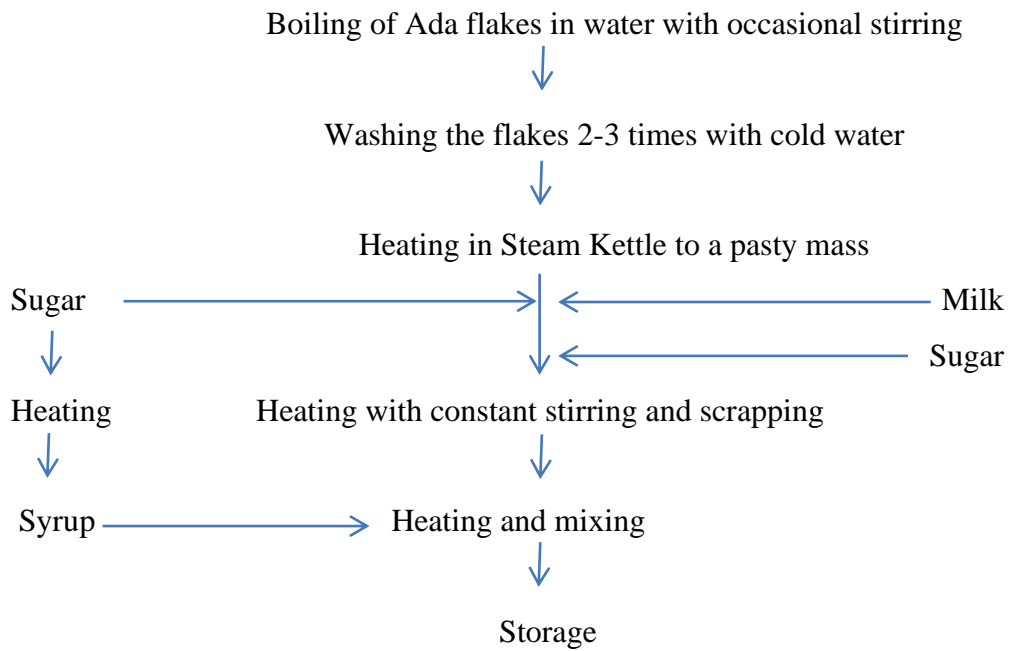 Boiling of Ada flakes in water with occasional stirring
Washing the flakes 2-3 times with cold water
Heating in Steam Kettle to a pasty mass
Sugar
Milk
Sugar
Heating
Heating with constant stirring and scrapping
Syrup
Heating and mixing
Storage